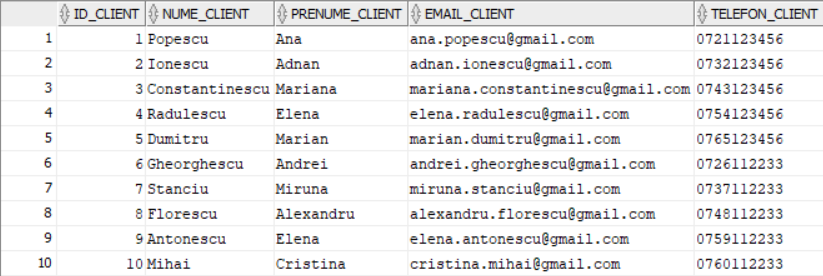 ID_CLIENT NUME_CLIENT PRENUME_CLIENT EMAIL_CLIENT TELEFON_CLIENT
1 1 Popescu Ana ana.popescu@gmail.com 0721123456
2 2 Ionescu Adnan adnan.ionescu@gmail.com 0732123456
3 3 Constantinescu Mariana mariana.constantinescu@gmail.com 0743123456
4 4 Radulescu Elena elena.radulescu@gmail.com 0754123456
5 5 Dumitru Marian marian.dumitru@gmail.com 0765123456
6 6 Gheorghescu Andrei andrei.gheorghescu@gmail.com 0726112233
7 7 Stanciu Miruna miruna.stanciu@gmail.com 0737112233
8 8 Florescu Alexandru alexandru.florescu@gmail.com 0748112233
9 9 Antonescu Elena elena.antonescu@gmail.com 0759112233
10 10 Mihai Cristina cristina.mihai@gmail.com 0760112233